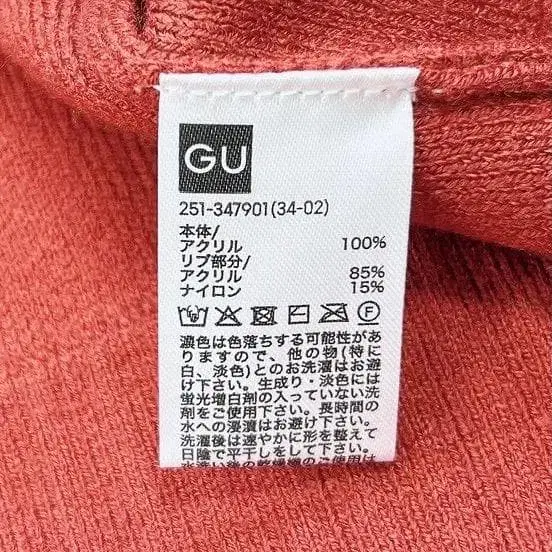 GU
251-347901(34-02)
本体/
アクリル 100%
リブ部分/
アクリル 85%
ナイロン 15%
濃色は色落ちする可能性があ
りますので、他の物(特に
白、淡色)とのお洗濯はお避
け下さい。生成り・淡色には
蛍光増白剤の入っていない洗
剤をご使用下さい。長時間の
水への浸漬はお避け下さい。
洗濯後は速やかに形を整えて
日陰で平干しをして下さい。